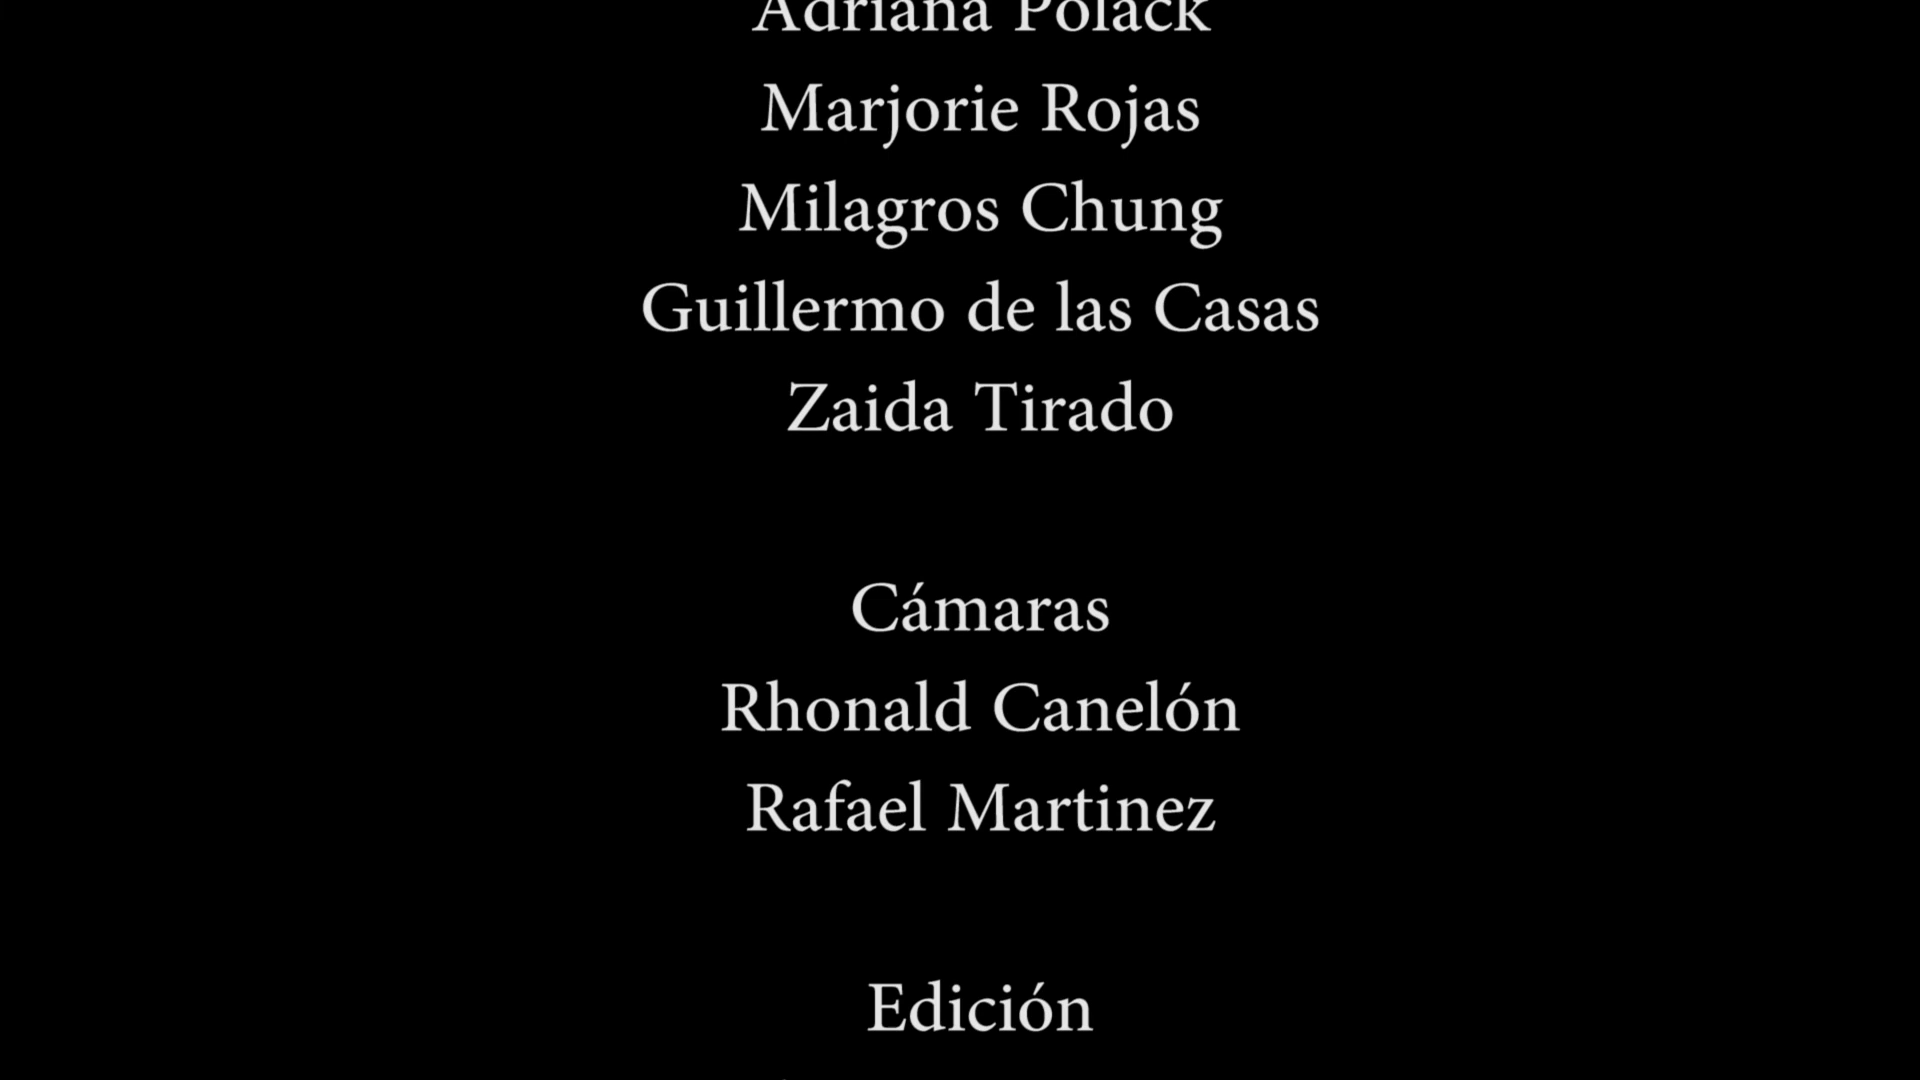 Adriana Polack
Marjorie Rojas
Milagros Chung
Guillermo de las Casas
Zaida Tirado
Cámaras
Rhonald Canelón
Rafael Martinez
Edición